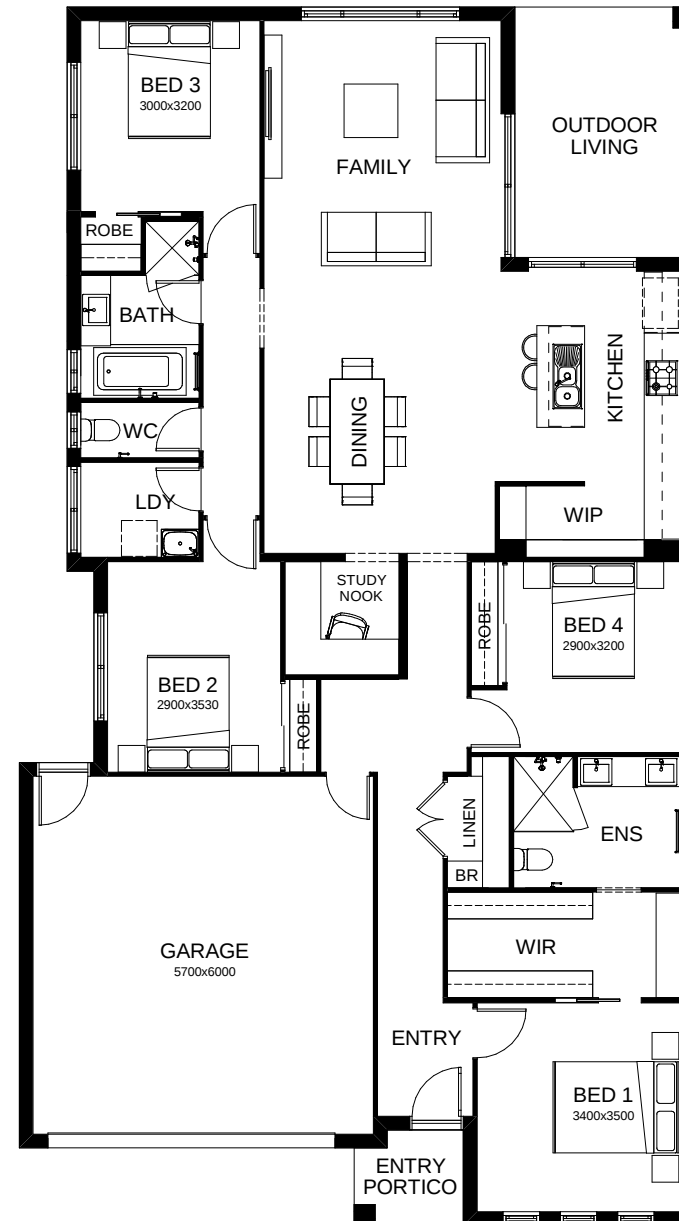 BED 3
3000x3200
OUTDOOR
LIVING
FAMILY
ROBE
BATH
KITCHEN
DINING
WC
LDY
WIP
STUDY
NOOK
ROBE
BED 4
2900x3200
BED 2
2900x3530
ROBE
LINEN
ENS
BR
GARAGE
5700x6000
WIR
ENTRY
BED 1
3400x3500
ENTRY
PORTICO